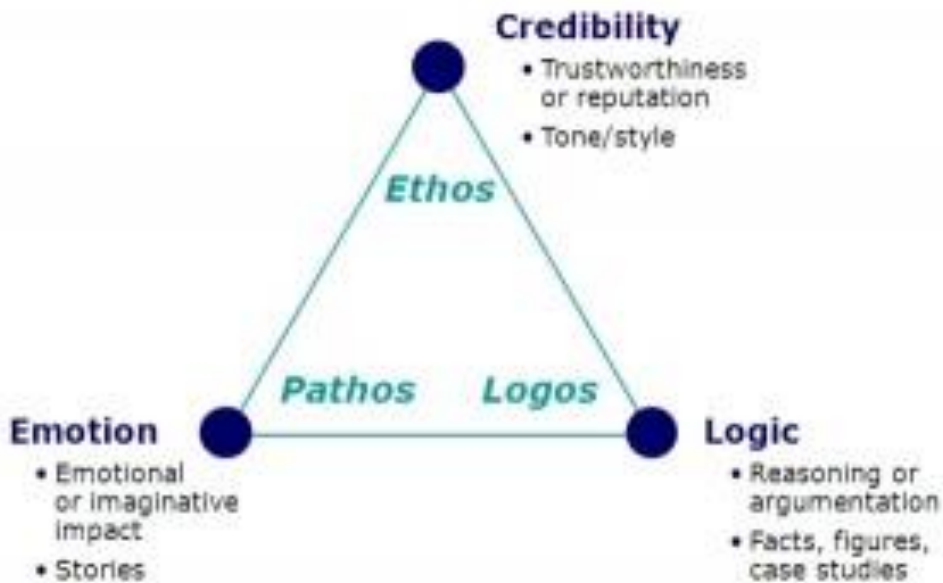 Credibility
• Trustworthiness
or reputation
• Tone/style
Ethos
Pathos
Logos
Emotion
• Emotional
or imaginative
impact
• Stories
Logic
• Reasoning or
argumentation
• Facts, figures,
case studies